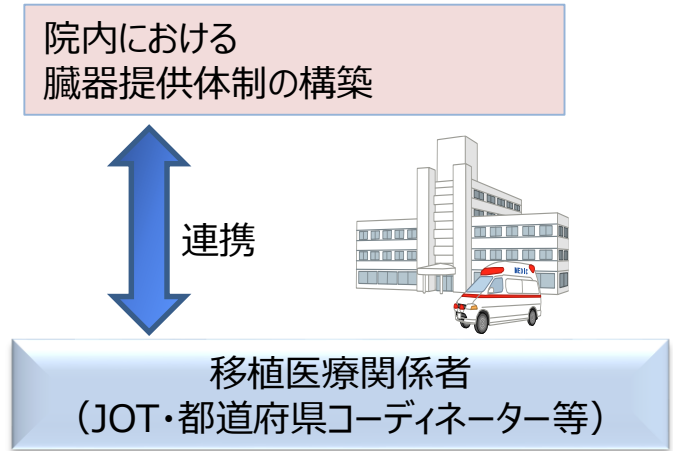 院内における
臓器提供体制の構築
連携
MEDIC
移植医療関係者
（JOT・都道府県コーディネーター等）